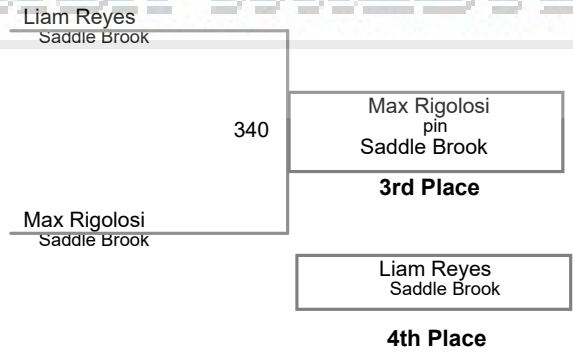 Liam Reyes
Saddle Brook
340
Max Rigolosi
pin
Saddle Brook
3rd Place
Max Rigolosi
Saddle Brook
Liam Reyes
Saddle Brook
4th Place